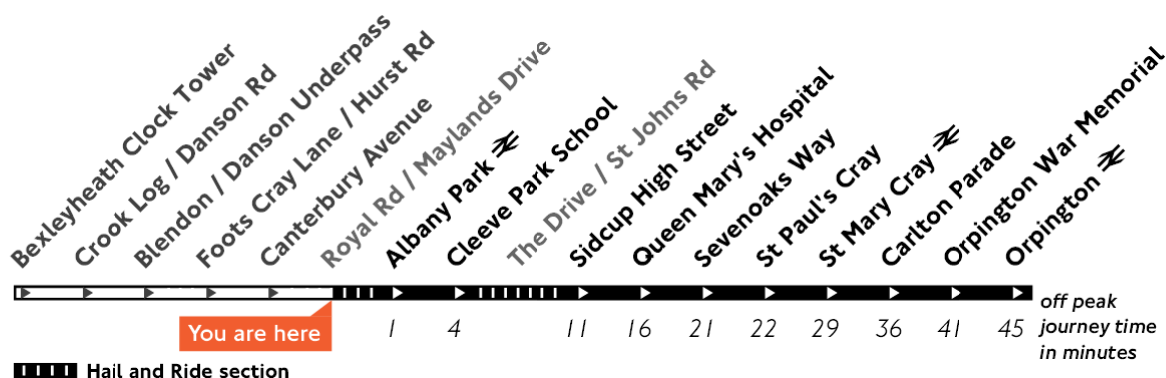 Bexleyheath Clock Tower
Crook Log / Danson Rd
Blendon / Danson Underpass
Foots Cray Lane / Hurst Rd
Canterbury Avenue
Royal Rd / Maylands Drive
Albany Park
Cleeve Park School
The Drive / St Johns Rd
Sidcup High Street
Queen Mary's Hospital
Sevenoaks Way
St Paul's Cray
St Mary Cray
Carlton Parade
Orpington War Memorial
Orpington
You are here
1 4 11 16 21 22 29 36 41 45
off peak
journey time
in minutes
Hail and Ride section